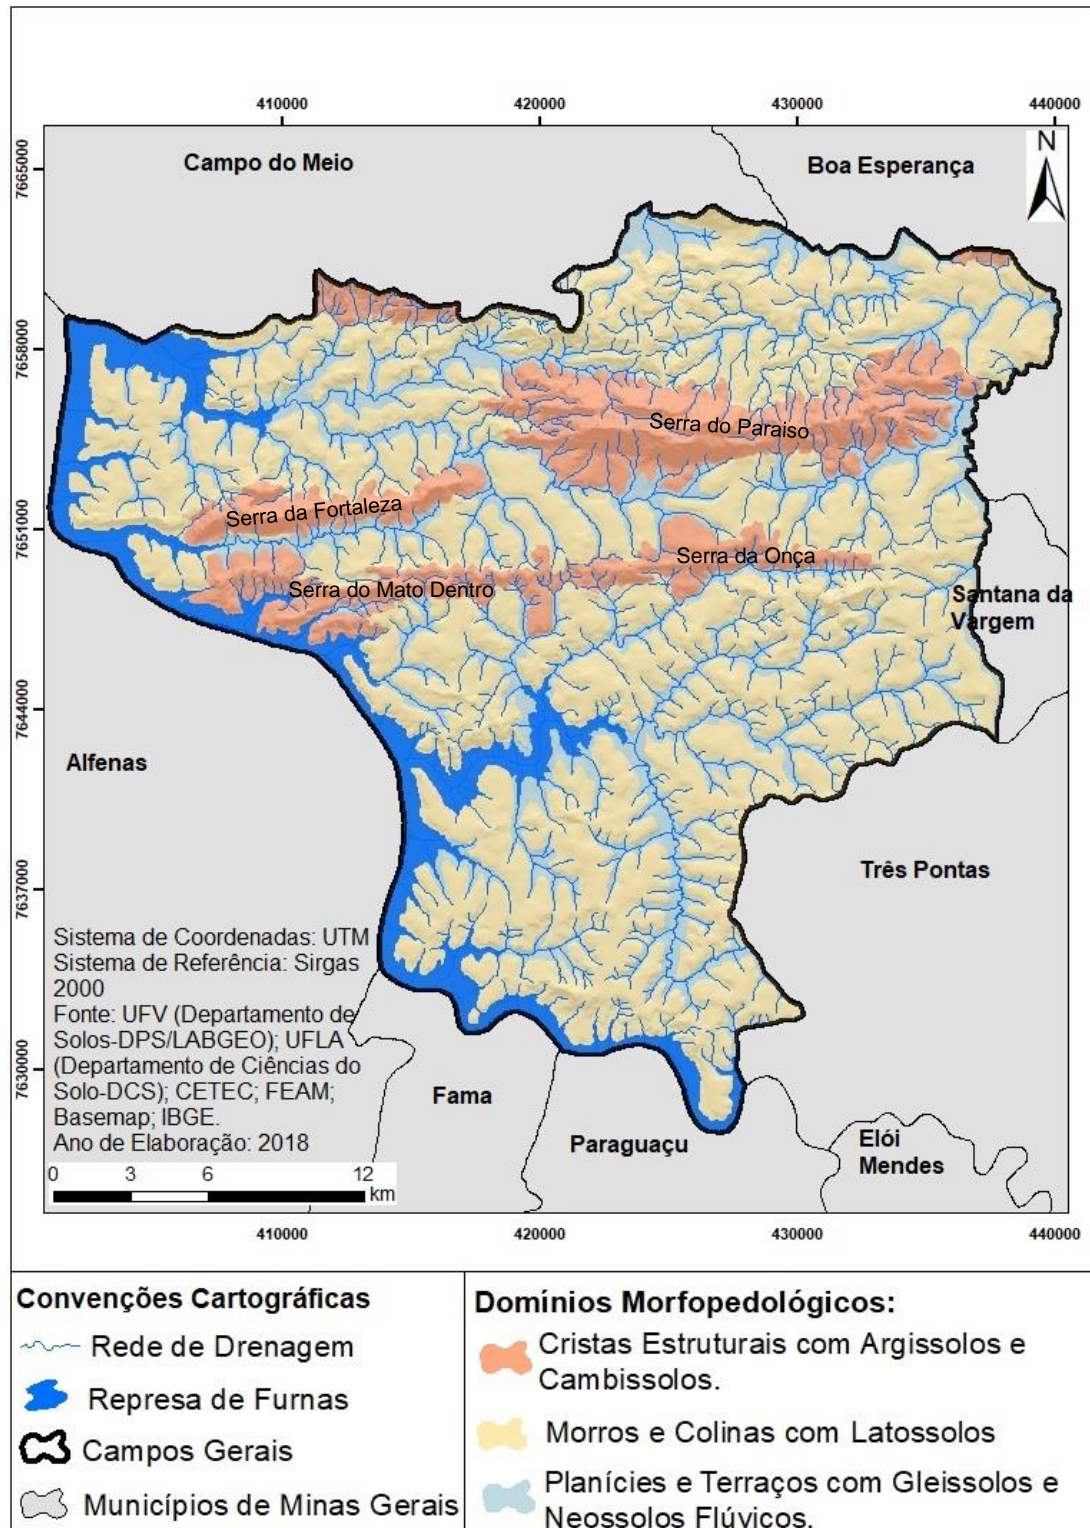 410000 420000 430000 440000
N
7665000
Campo do Meio
Boa Esperança
7658000
Serra do Paraiso
Serra da Fortaleza
7651000
Serra da Onça
Serra do Mato Dentro
Santana da
Vargem
7644000
Alfenas
Três Pontas
7637000
Sistema de Coordenadas: UTM
Sistema de Referência: Sirgas
2000
Fonte: UFV (Departamento de
Solos-DPS/LABGEO); UFLA
(Departamento de Ciências do
Solo-DCS); CETEC; FEAM;
Basemap; IBGE.
Ano de Elaboração: 2018
7630000
Fama
Paraguaçu
Elói
Mendes
0 3 6 12
km
410000 420000 430000 440000
Convenções Cartográficas
Rede de Drenagem
Represa de Furnas
Campos Gerais
Municípios de Minas Gerais
Domínios Morfopedológicos:
Cristas Estruturais com Argissolos e
Cambissolos.
Morros e Colinas com Latossolos
Planícies e Terraços com Gleissolos e
Neossolos Flúvicos.